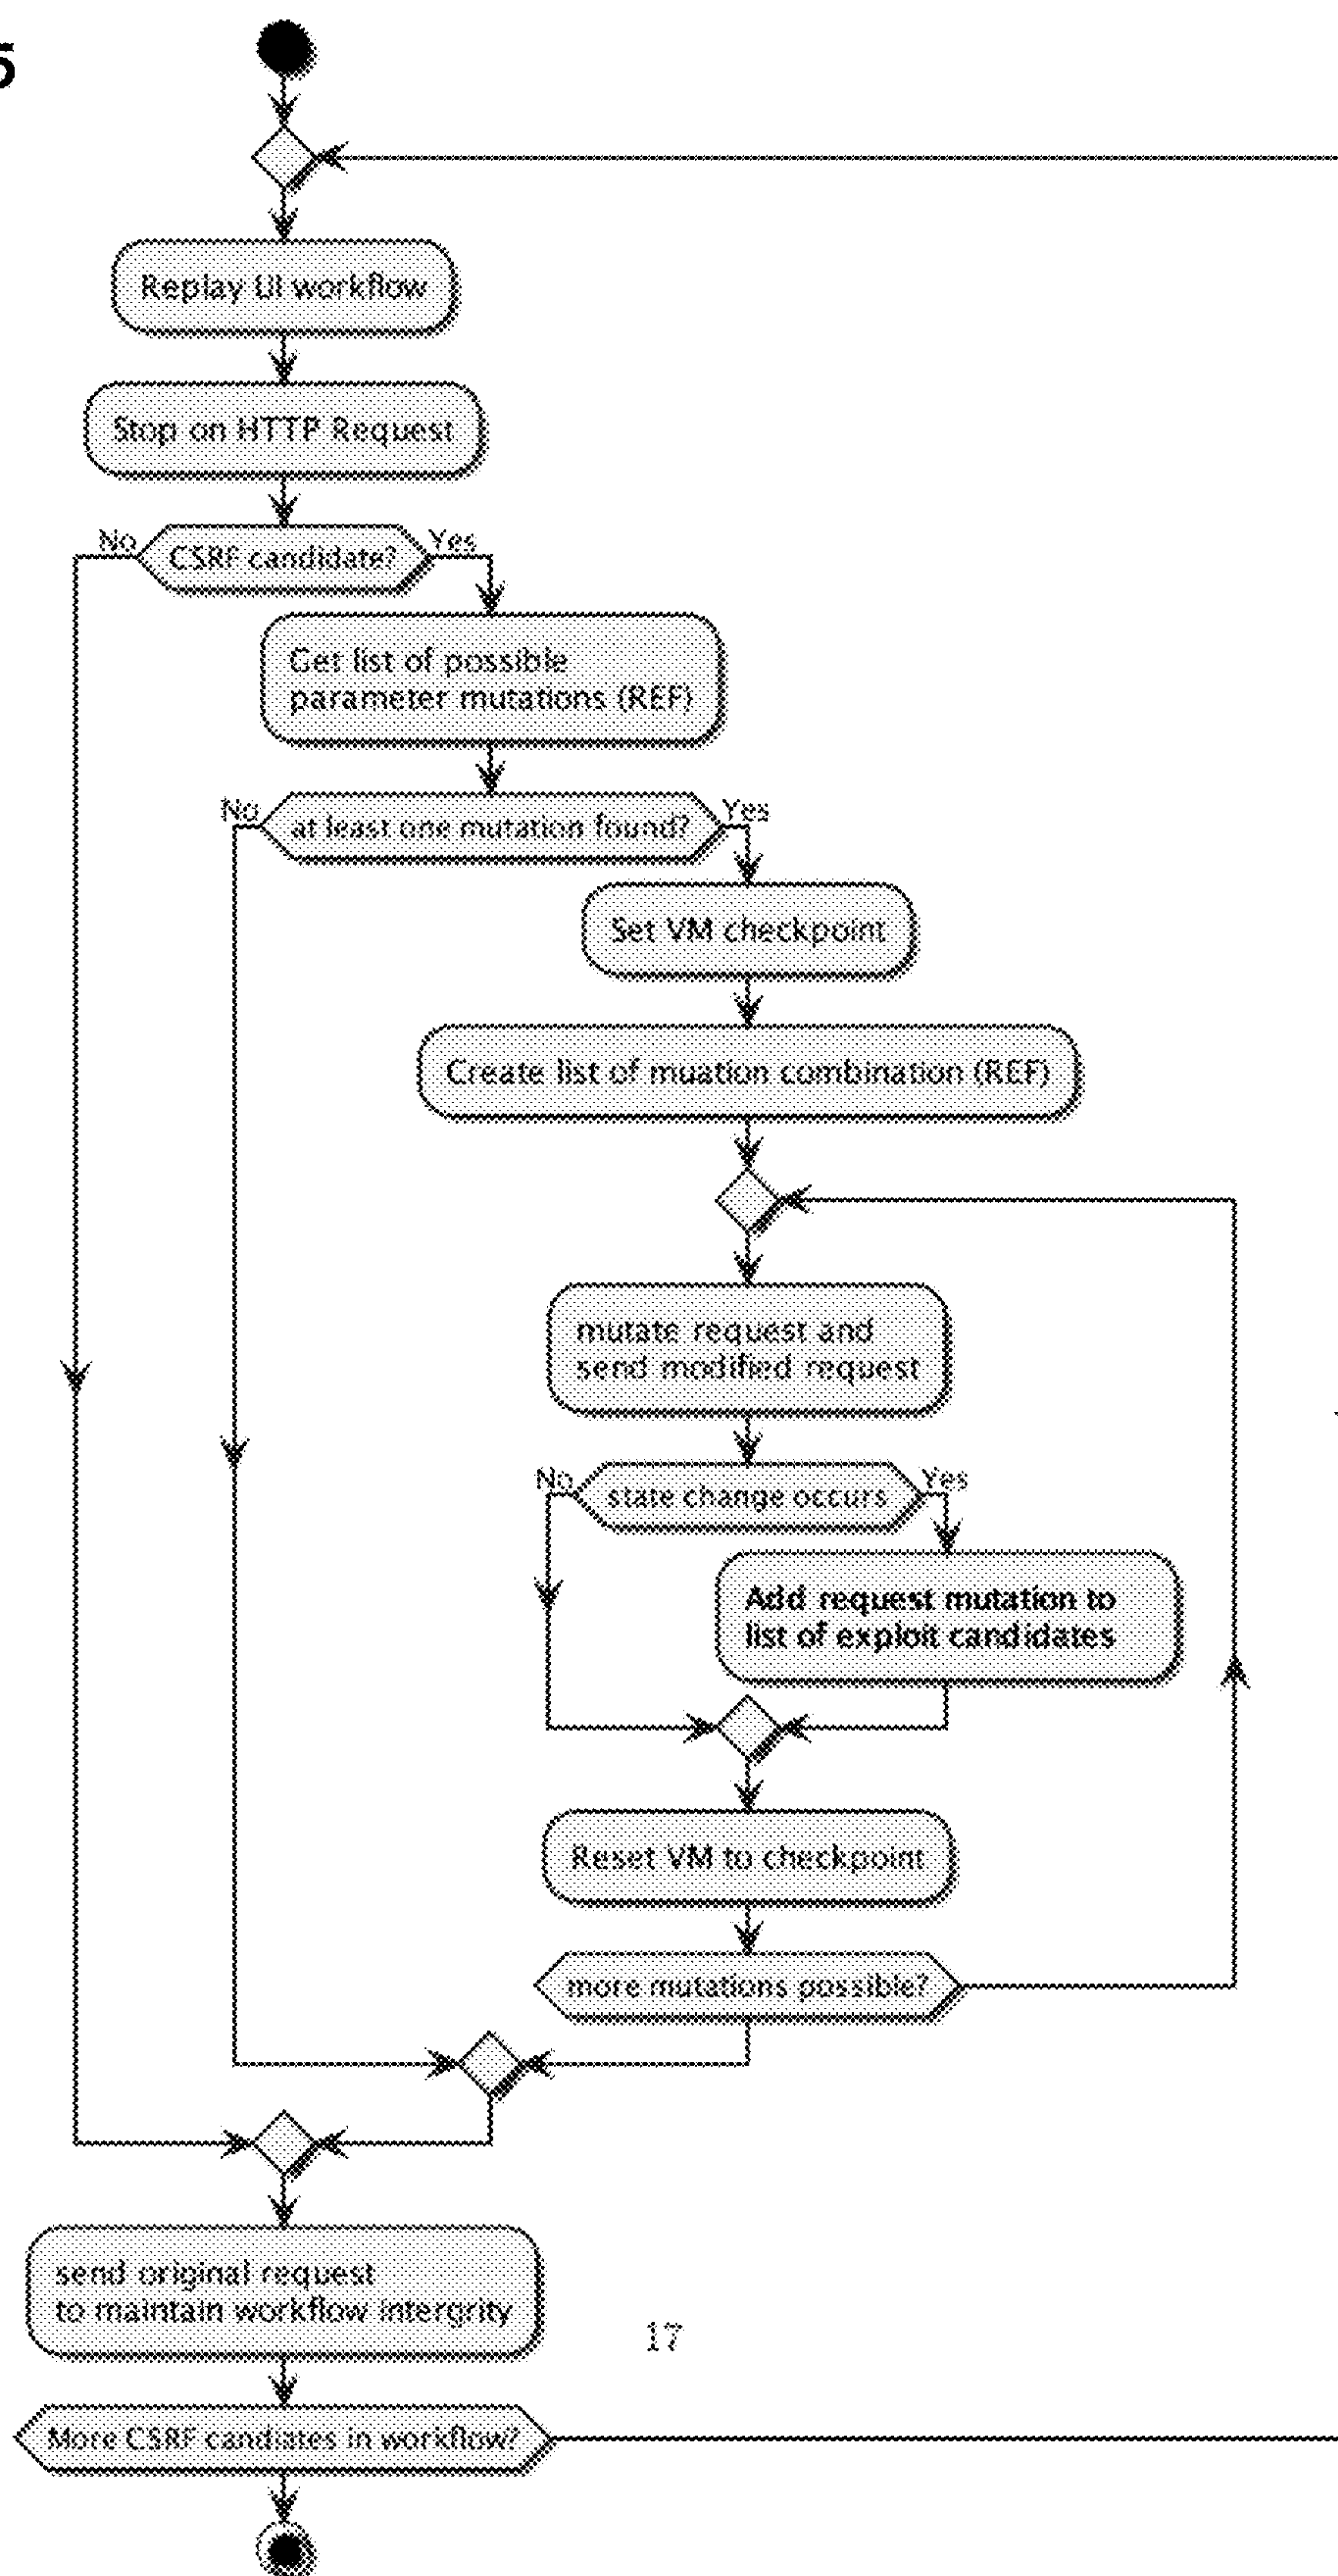 5
Replay UI workflow
Stop on HTTP Request
No
CSRF candidate?
Yes
Get list of possible
parameter mutations (REF)
No
at least one mutation found?
Yes
Set VM checkpoint
Create list of muation combination (REF)
mutate request and
send modified request
No
state change occurs
Yes
Add request mutation to
list of exploit candidates
Reset VM to checkpoint
more mutations possible?
send original request
to maintain workflow intergrity
17
More CSRF candiates in workflow?